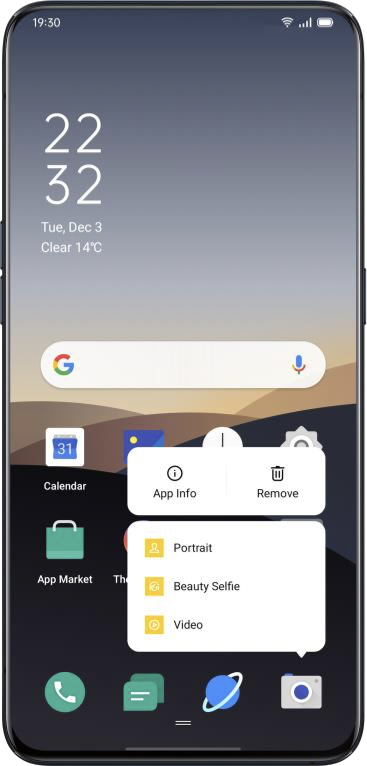 19:30
22
32
Tue, Dec 3
Clear 14℃
31
App Info
Remove
Calendar
Portrait
App Market
Beauty Selfie
Video